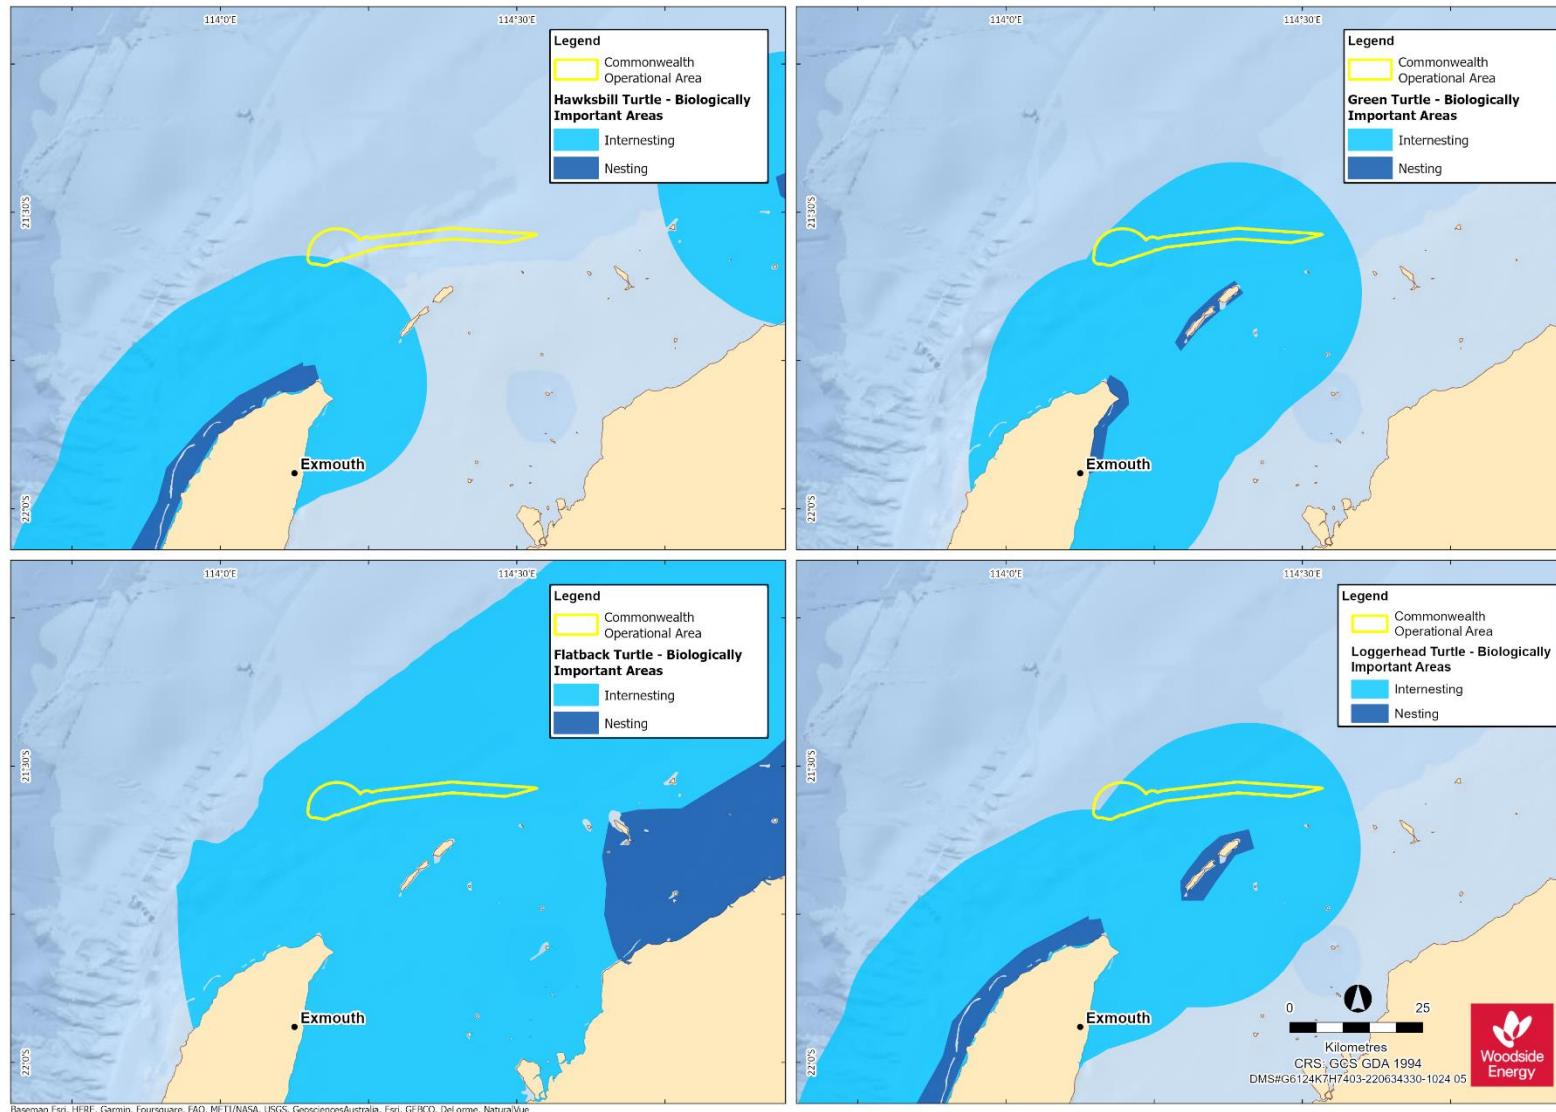 114°0'E
114°30'E
21°30'S
22°0'S
Legend
Commonwealth
Operational Area
Hawksbill Turtle - Biologically
Important Areas
Internesting
Nesting
Exmouth
114°0'E
114°30'E
21°30'S
22°0'S
Legend
Commonwealth
Operational Area
Green Turtle - Biologically
Important Areas
Internesting
Nesting
Exmouth
114°0'E
114°30'E
21°30'S
22°0'S
Legend
Commonwealth
Operational Area
Flatback Turtle - Biologically
Important Areas
Internesting
Nesting
Exmouth
114°0'E
114°30'E
21°30'S
22°0'S
Legend
Commonwealth
Operational Area
Loggerhead Turtle - Biologically
Important Areas
Internesting
Nesting
Exmouth
0 25
Kilometres
CRS: GCS GDA 1994
DMS#G6124K7H7403-220634330-1024 05
Woodside
Energy
Basemap Esri, HERE, Garmin, Foursquare, FAO, METI/NASA, USGS, GeosciencesAustralia, Esri, GEBCO, DeLorme, NaturalVue